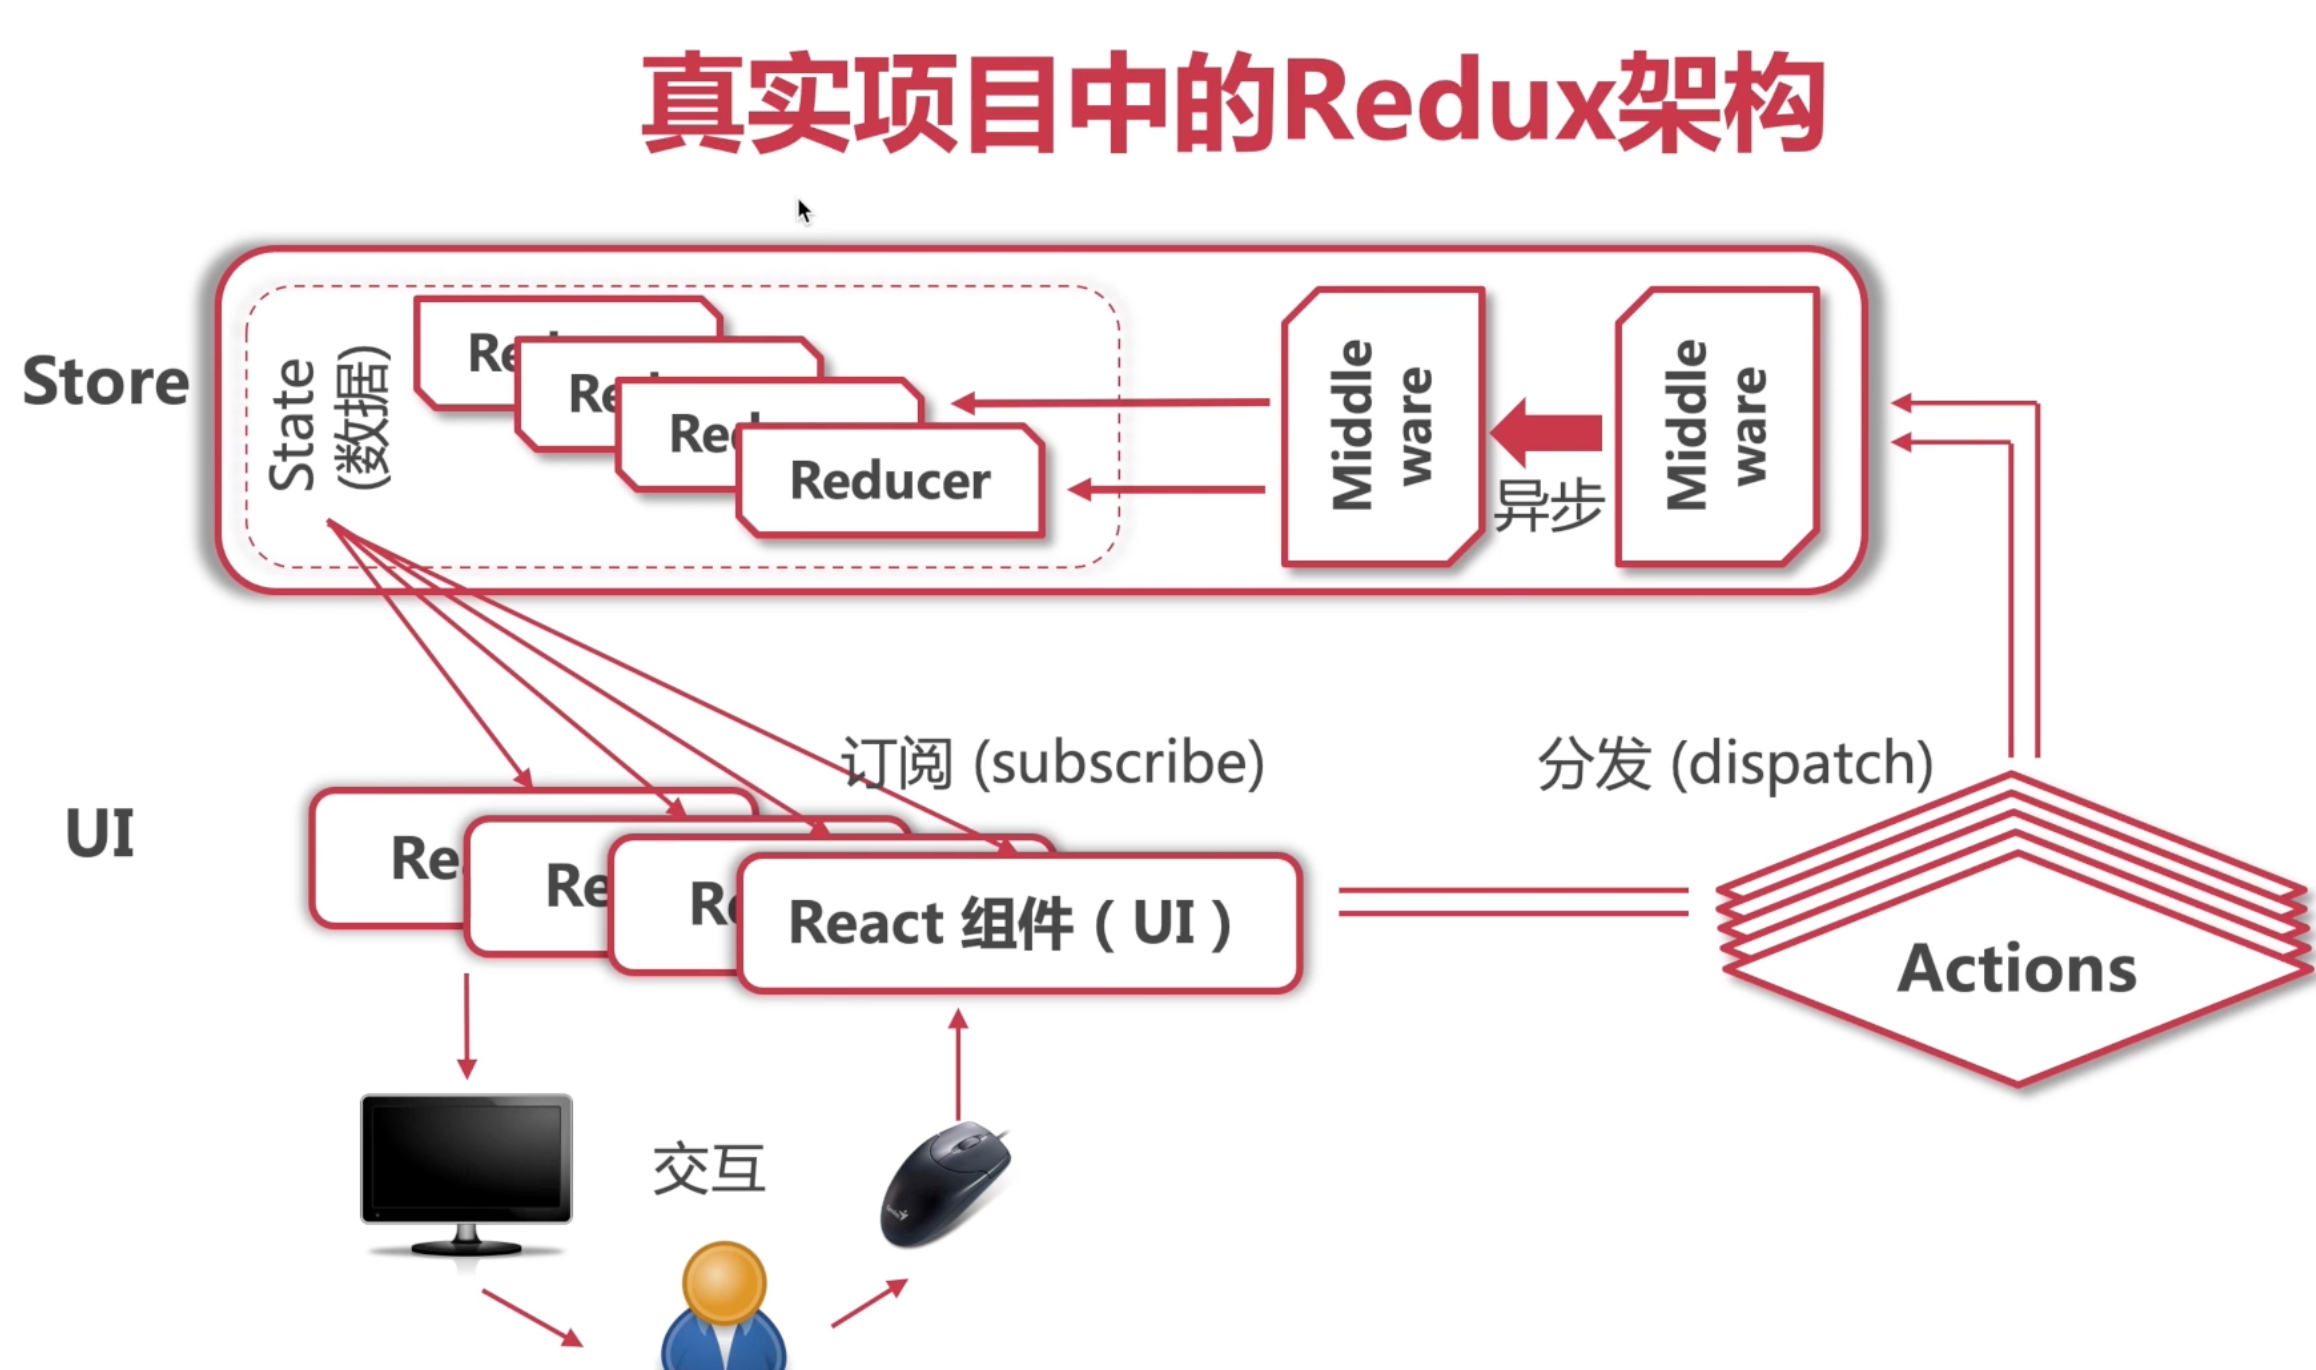 真实项目中的Redux架构
Store
State
(数据)
Re
Re
Red
Reducer
Middle
ware
异步
Middle
ware
订阅 (subscribe)
分发 (dispatch)
UI
Re
Re
Re
React 组件（UI）
Actions
交互